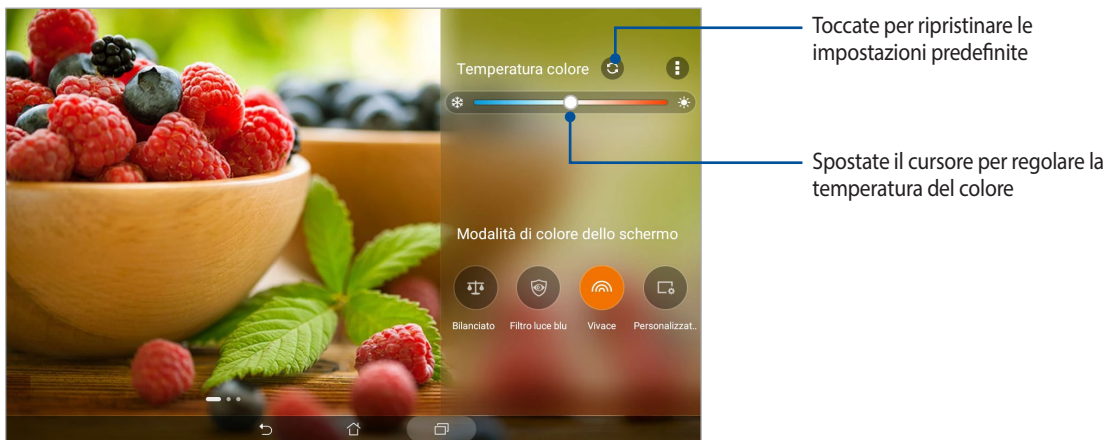 Toccate per ripristinare le
impostazioni predefinite
Temperatura colore
Spostate il cursore per regolare la
temperatura del colore
Modalità di colore dello schermo
Bilanciato
Filtro luce blu
Vivace
Personalizzat..